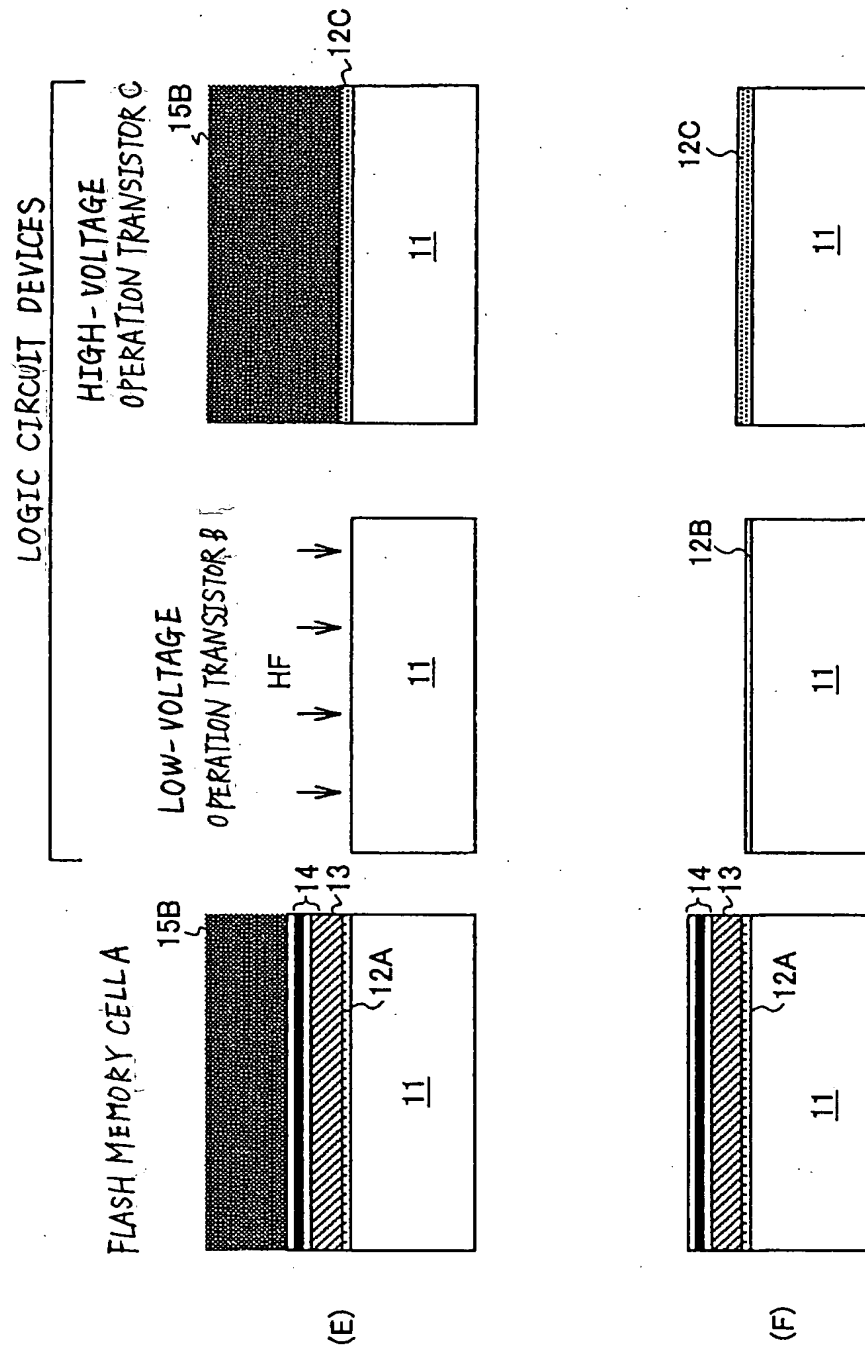 LOGIC CIRCUIT DEVICES
FLASH MEMORY CELL A
LOW-VOLTAGE
OPERATION TRANSISTOR B
HIGH-VOLTAGE
OPERATION TRANSISTOR C
(E)
15B
14
13
12A
11
HF
11
15B
12C
11
(F)
14
13
12A
11
12B
11
12C
11